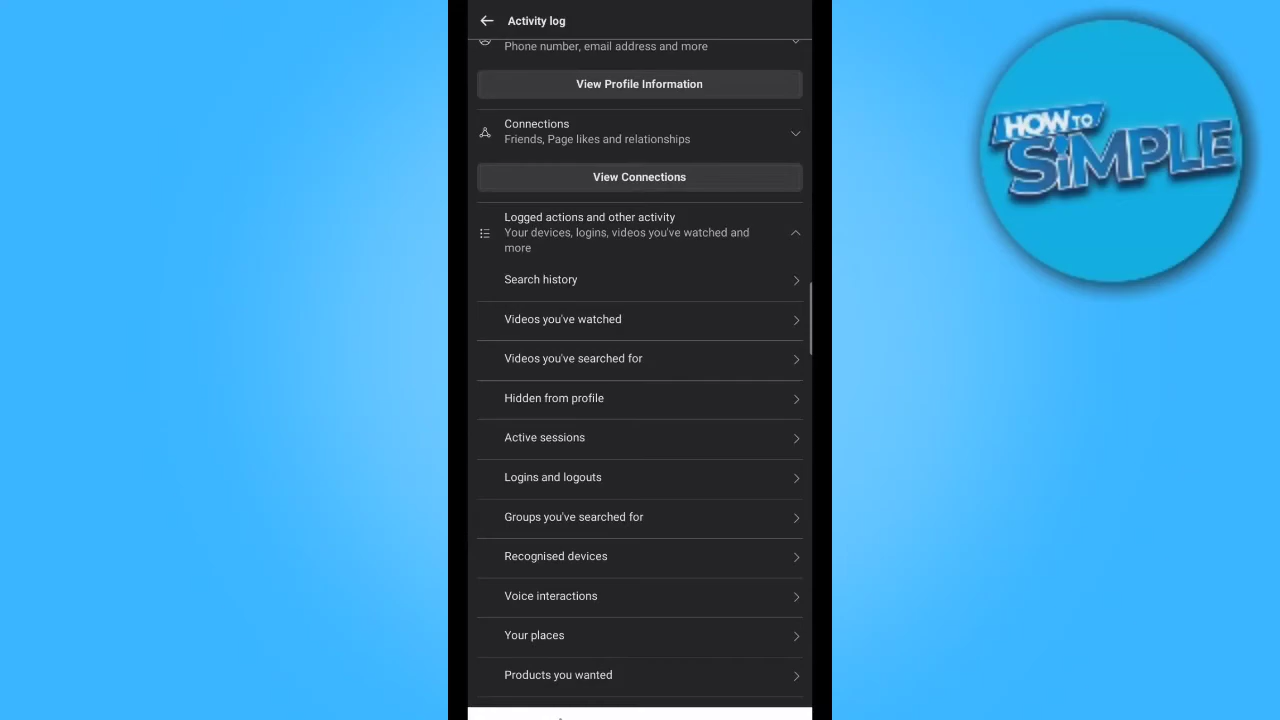 Activity log
Phone number, email address and more
View Profile Information
Connections
Friends, Page likes and relationships
View Connections
Logged actions and other activity
Your devices, logins, videos you've watched and
more
Search history
Videos you've watched
Videos you've searched for
Hidden from profile
Active sessions
Logins and logouts
Groups you've searched for
Recognised devices
Voice interactions
Your places
Products you wanted
HOW TO
SiMPLE